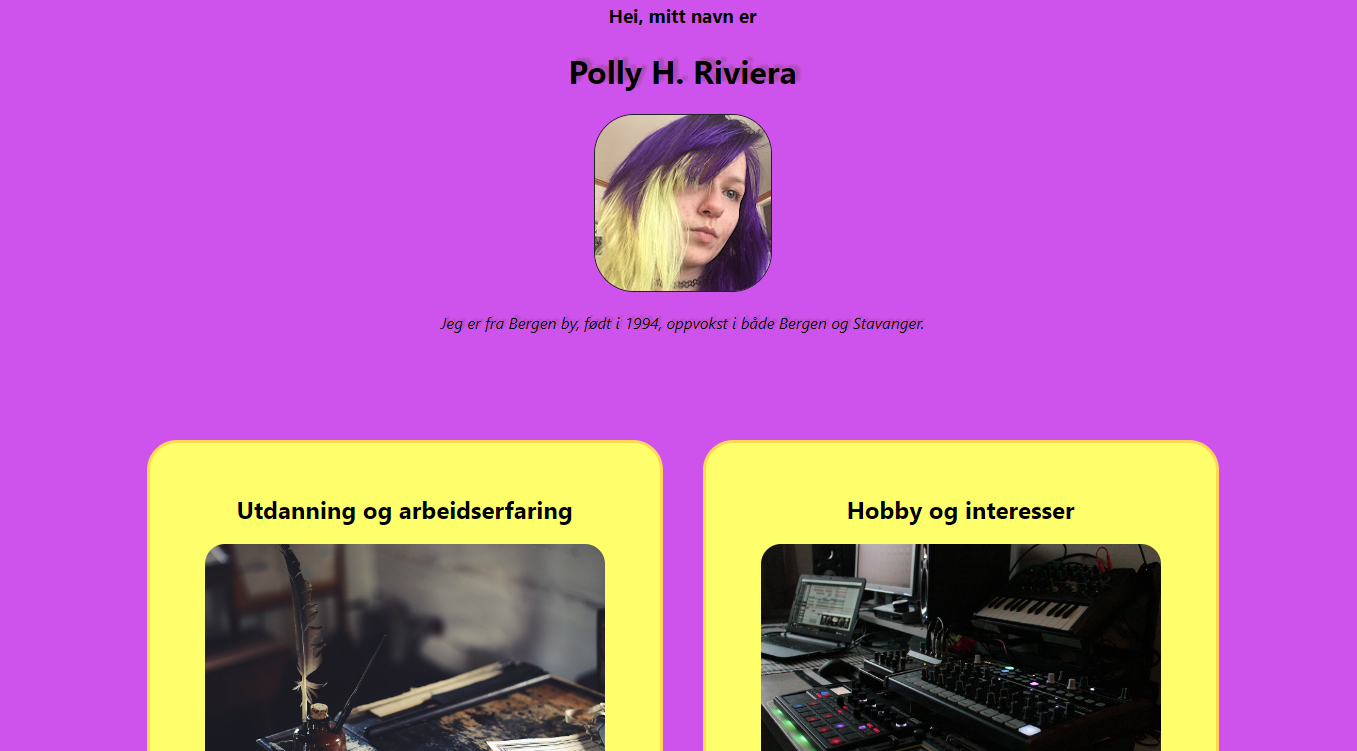 Hei, mitt navn er
Polly H. Riviera
Jeg er fra Bergen by, født i 1994, oppvokst i både Bergen og Stavanger.
Utdanning og arbeidserfaring
Hobby og interesser